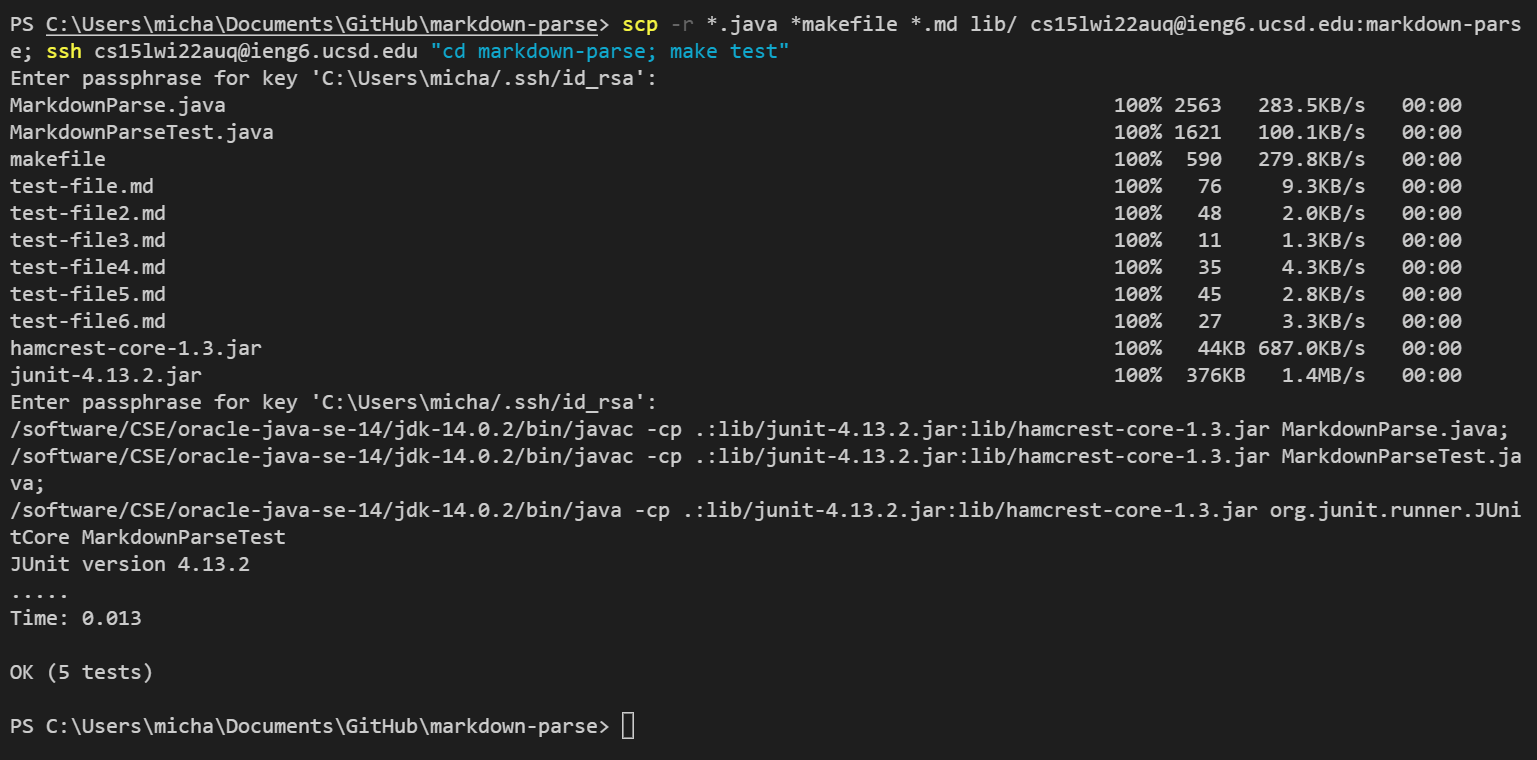 PS C:\Users\micha\Documents\GitHub\markdown-parse> scp -r *.java *makefile *.md lib/ cs15lwi22auq@ieng6.ucsd.edu:markdown-pars
e; ssh cs15lwi22auq@ieng6.ucsd.edu "cd markdown-parse; make test"
Enter passphrase for key 'C:\Users\micha/.ssh/id_rsa':
MarkdownParse.java 100% 2563 283.5KB/s 00:00
MarkdownParseTest.java 100% 1621 100.1KB/s 00:00
makefile 100% 590 279.8KB/s 00:00
test-file.md 100% 76 9.3KB/s 00:00
test-file2.md 100% 48 2.0KB/s 00:00
test-file3.md 100% 11 1.3KB/s 00:00
test-file4.md 100% 35 4.3KB/s 00:00
test-file5.md 100% 45 2.8KB/s 00:00
test-file6.md 100% 27 3.3KB/s 00:00
hamcrest-core-1.3.jar 100% 44KB 687.0KB/s 00:00
junit-4.13.2.jar 100% 376KB 1.4MB/s 00:00
Enter passphrase for key 'C:\Users\micha/.ssh/id_rsa':
/software/CSE/oracle-java-se-14/jdk-14.0.2/bin/javac -cp .:lib/junit-4.13.2.jar:lib/hamcrest-core-1.3.jar MarkdownParse.java;
/software/CSE/oracle-java-se-14/jdk-14.0.2/bin/javac -cp .:lib/junit-4.13.2.jar:lib/hamcrest-core-1.3.jar MarkdownParseTest.ja
va;
/software/CSE/oracle-java-se-14/jdk-14.0.2/bin/java -cp .:lib/junit-4.13.2.jar:lib/hamcrest-core-1.3.jar org.junit.runner.JUni
tCore MarkdownParseTest
JUnit version 4.13.2
.....
Time: 0.013
OK (5 tests)
PS C:\Users\micha\Documents\GitHub\markdown-parse>